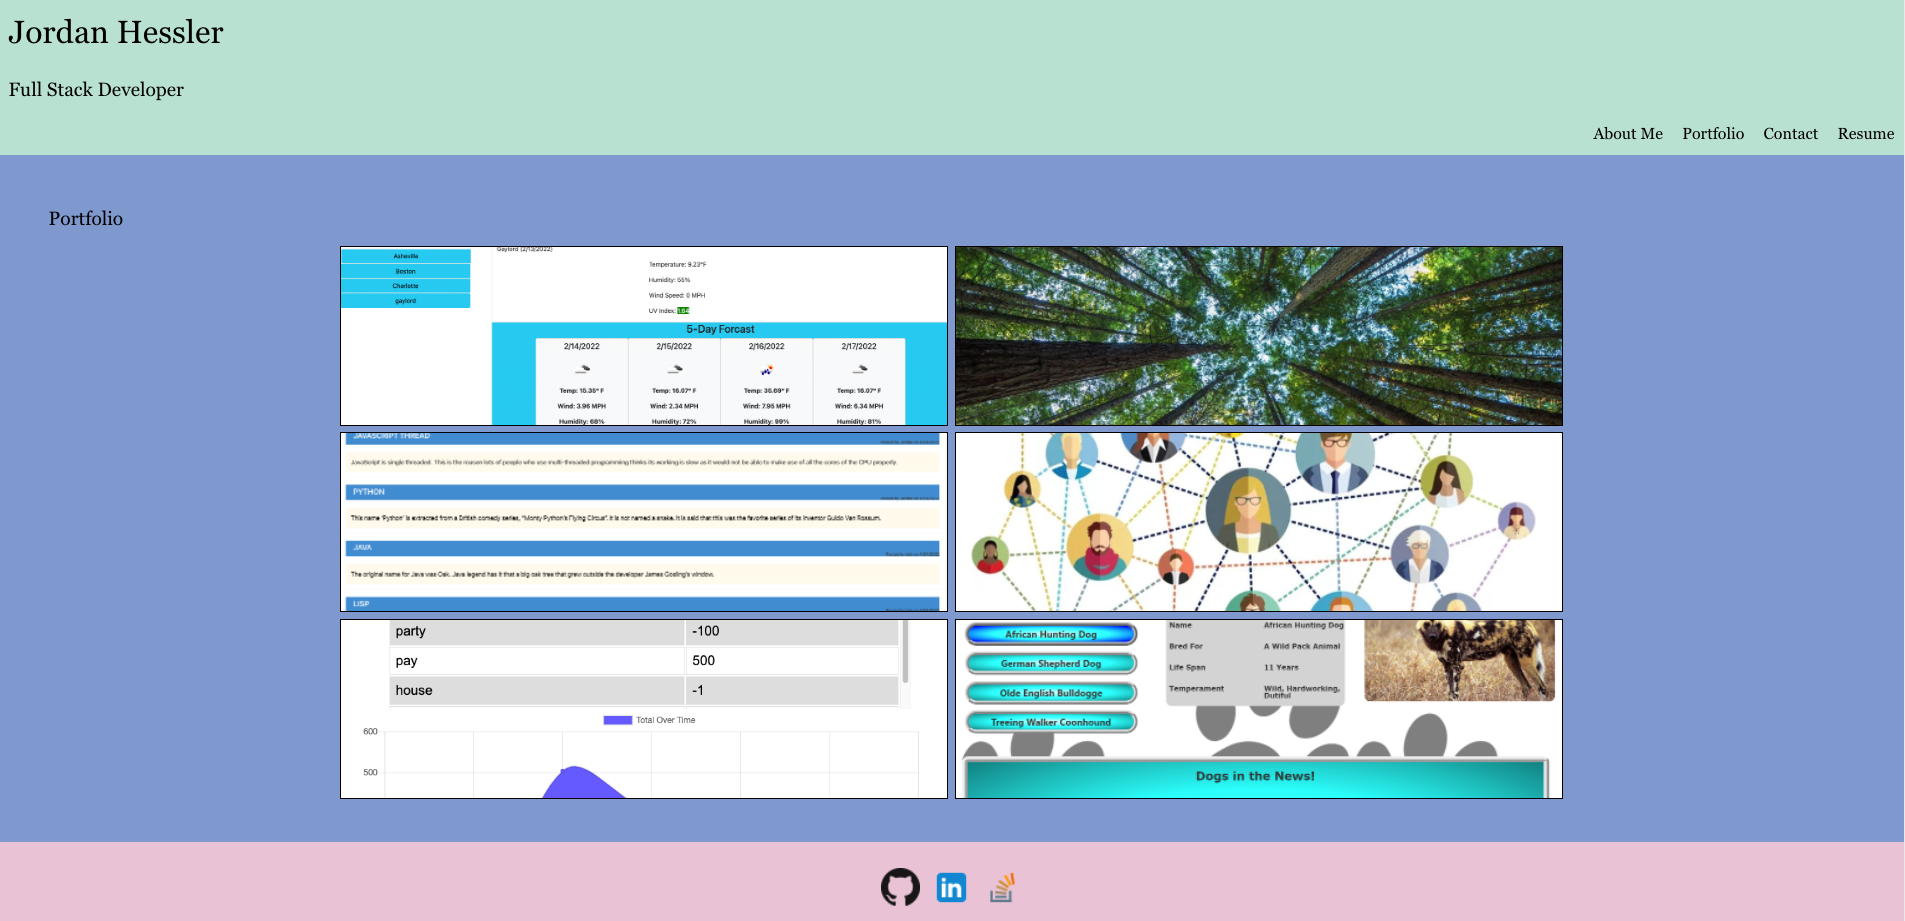 Jordan Hessler
Full Stack Developer
About Me Portfolio Contact Resume
Portfolio
Asheville
Boston
Charlotte
gaylord
Gaylord (2/13/2022)
Temperature: 9.23°F
Humidity: 55%
Wind Speed: 0 MPH
UV Index:
5-Day Forcast
2/14/2022 2/15/2022 2/16/2022 2/17/2022
Temp: 15.35° F Temp: 16.07° F Temp: 35.69° F Temp: 16.07° F
Wind: 3.96 MPH Wind: 2.34 MPH Wind: 7.95 MPH Wind: 5.34 MPH
Humidity: 68% Humidity: 72% Humidity: 99% Humidity: 81%
JAVASCRIPT THREAD
JavaScript is single threaded. This is the reason lots of people who use multi-threaded programming thinks its working is slow as it would not be able to make use of all the cores of the CPU properly.
PYTHON
This name 'Python' is extracted from a British comedy series, "Monty Python's Flying Circus". It is not named a snake. It is said that this was the favorite series of its inventor Guido Van Rossum.
JAVA
The original name for Java was Oak. Java legend has it that a big oak tree that grew outside the developer James Gosling's window.
LISP
party -100
pay 500
house -1
Total Over Time
600
500
African Hunting Dog
German Shepherd Dog
Olde English Bulldogge
Treeing Walker Coonhound
Name African Hunting Dog
Bred For A Wild Pack Animal
Life Span 11 Years
Temperament Wild, Hardworking,
Dutiful
Dogs in the News!
in